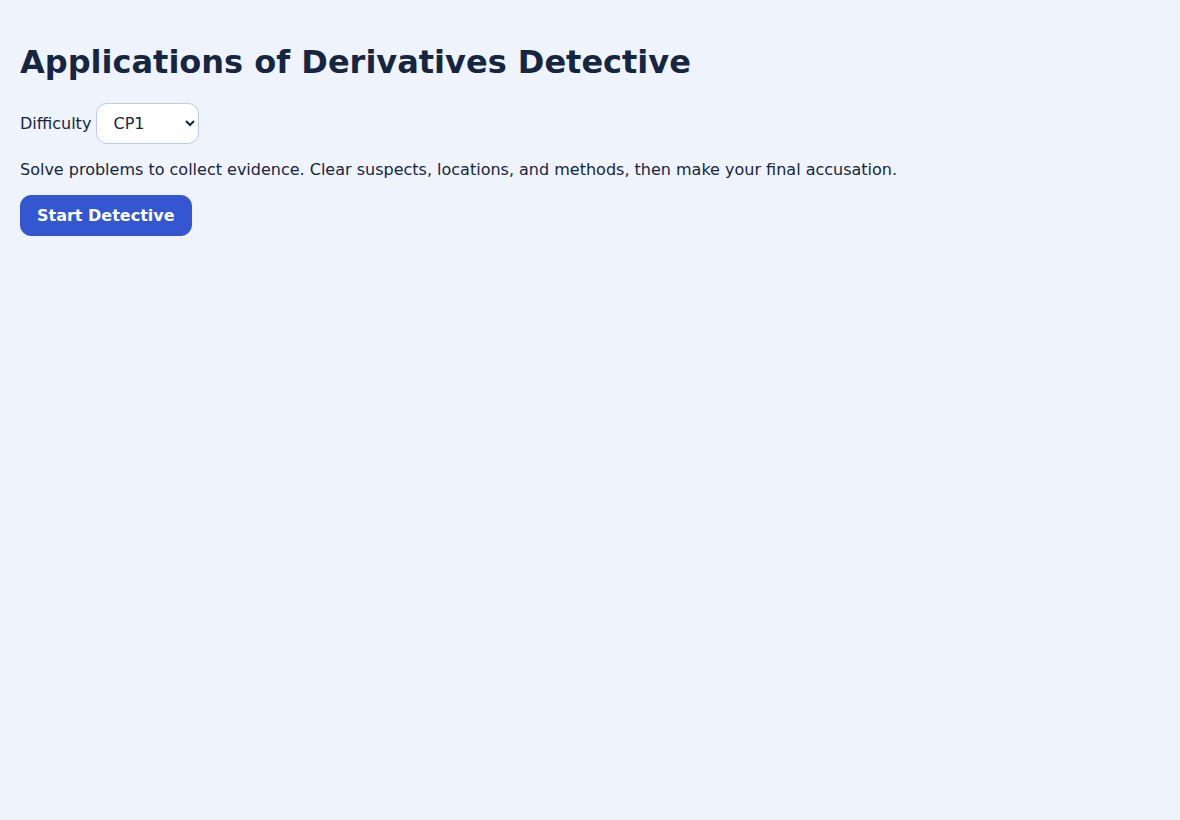 Applications of Derivatives Detective
Difficulty CP1
Solve problems to collect evidence. Clear suspects, locations, and methods, then make your final accusation.
Start Detective